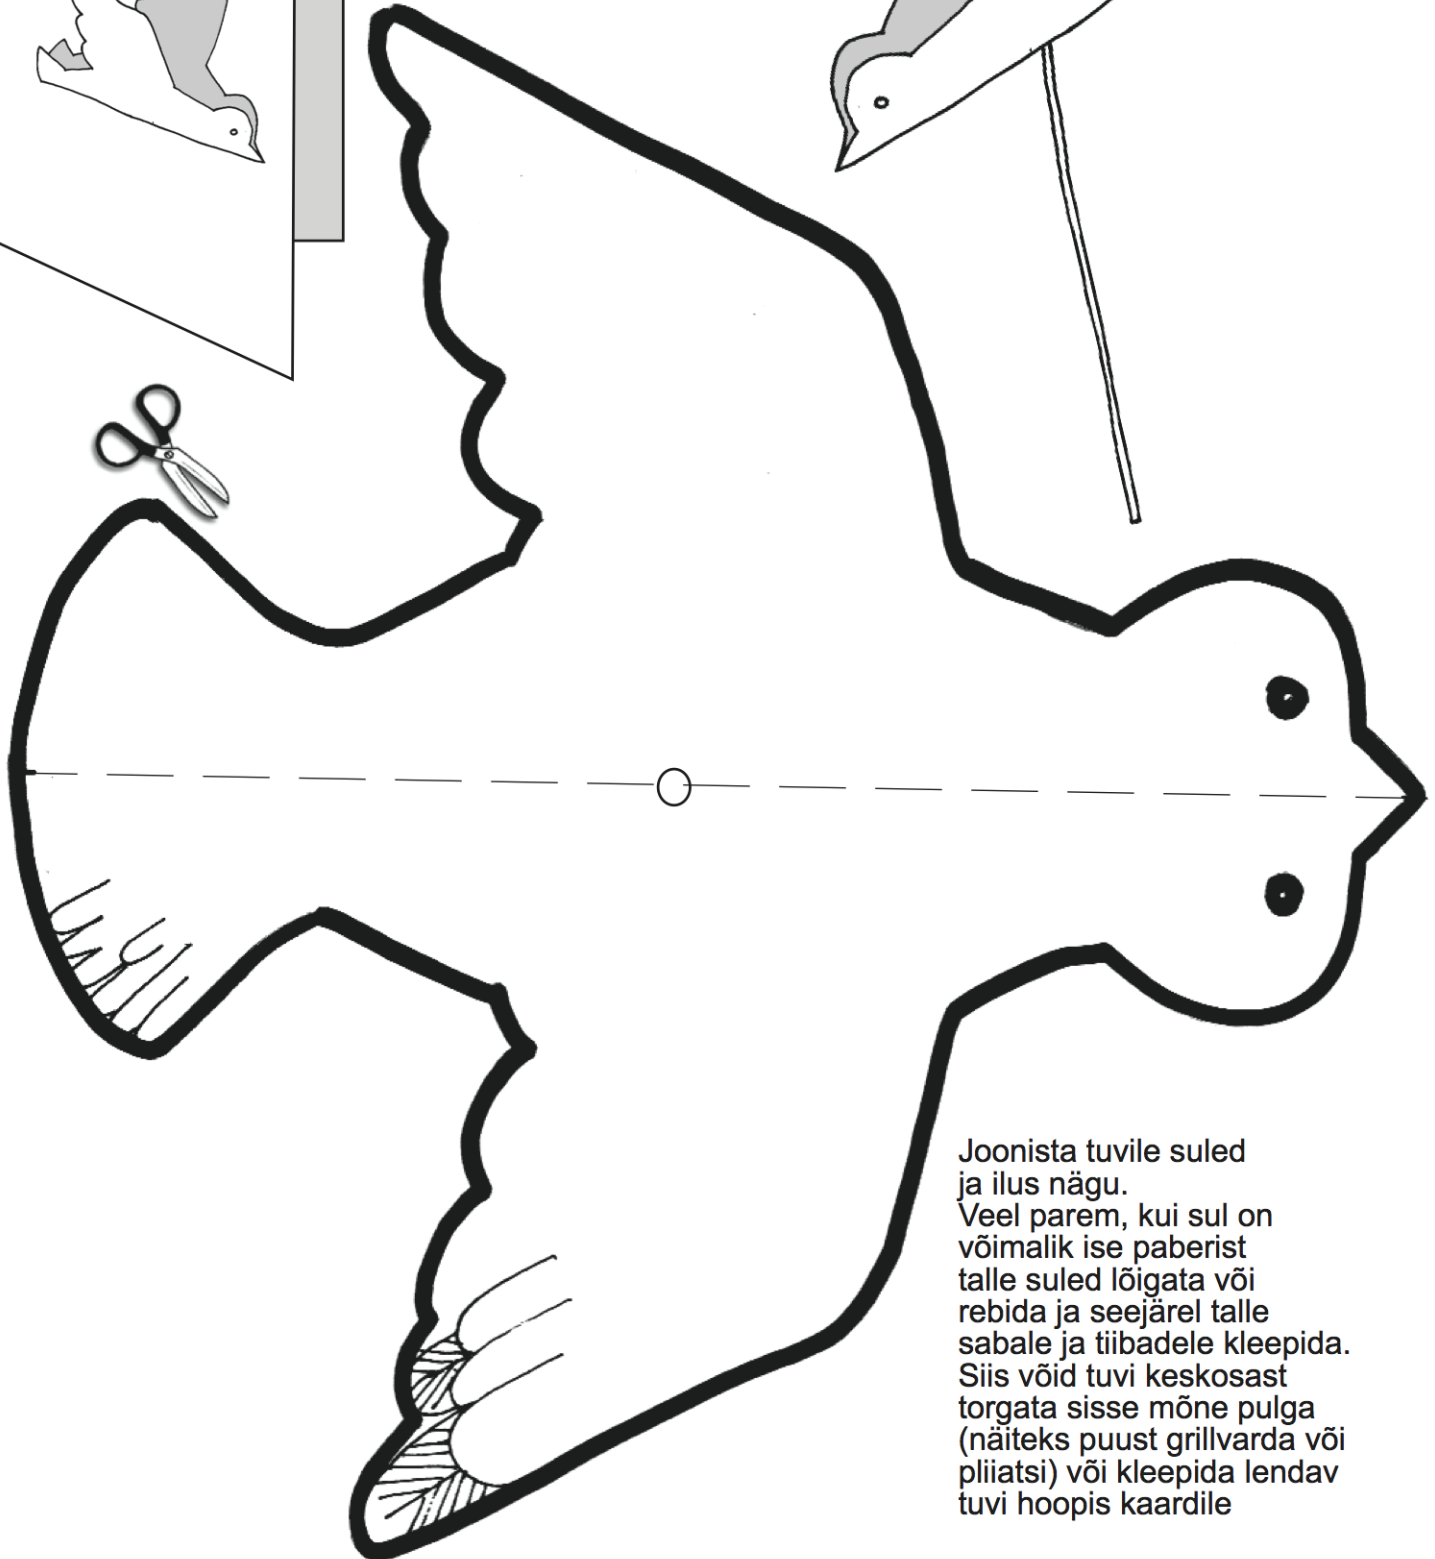 Joonista tuvile suled
ja ilus nägu.
Veel parem, kui sul on
võimalik ise paberist
talle suled lõigata või
rebida ja seejärel talle
sabale ja tiibadele kleepida.
Siis võid tuvi keskosast
torgata sisse mõne pulga
(näiteks puust grillvarda või
pliiatsi) või kleepida lendav
tuvi hoopis kaardile